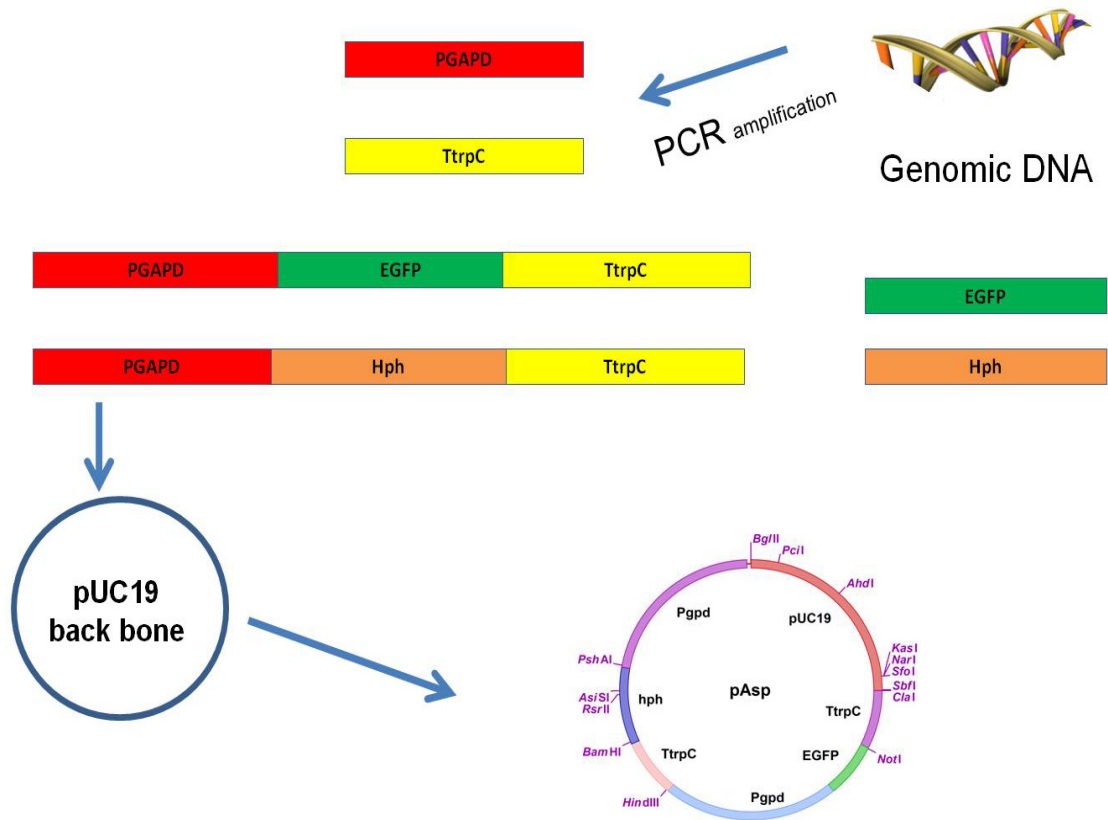 PGAPD
PCR amplification
TtrpC
Genomic DNA
PGAPD EGFP TtrpC
EGFP
PGAPD Hph TtrpC
Hph
pUC19
back bone
BglII
PciI
AhdI
Pgpd
pUC19
KasI
NarI
SfoI
SbfI
ClaI
PshAI
AsiSI
RsrII
hph
pAsp
TtrpC
BamHI
TtrpC
EGFP
NotI
HindIII
Pgpd